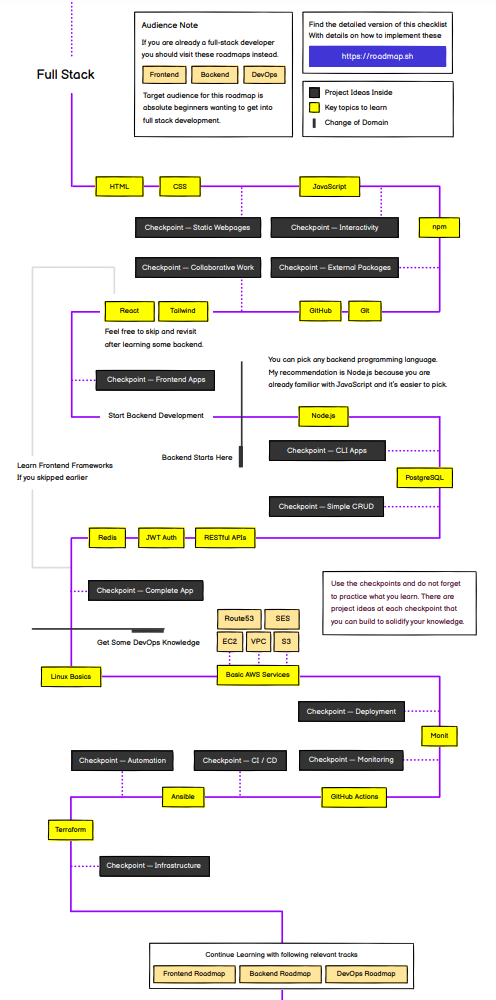 Audience Note
If you are already a full-stack developer
you should visit these roadmaps instead.
Frontend
Backend
DevOps
Target audience for this roadmap is
absolute beginners wanting to get into
full stack development.
Find the detailed version of this checklist
With details on how to implement these
https://roadmap.sh
Full Stack
Project Ideas Inside
Key topics to learn
Change of Domain
HTML
CSS
JavaScript
Checkpoint — Static Webpages
Checkpoint — Interactivity
npm
Checkpoint — Collaborative Work
Checkpoint — External Packages
React
Tailwind
GitHub
Git
Feel free to skip and revisit
after learning some backend.
You can pick any backend programming language.
My recommendation is Node.js because you are
already familiar with JavaScript and it's easier to pick.
Checkpoint — Frontend Apps
Start Backend Development
Node.js
Backend Starts Here
Checkpoint — CLI Apps
Learn Frontend Frameworks
If you skipped earlier
PostgreSQL
Checkpoint — Simple CRUD
Redis
JWT Auth
RESTful APIs
Checkpoint — Complete App
Use the checkpoints and do not forget
to practice what you learn. There are
project ideas at each checkpoint that
you can build to solidify your knowledge.
Route53
SES
Get Some DevOps Knowledge
EC2
VPC
S3
Linux Basics
Basic AWS Services
Checkpoint — Deployment
Monit
Checkpoint — Automation
Checkpoint — CI / CD
Checkpoint — Monitoring
Ansible
GitHub Actions
Terraform
Checkpoint — Infrastructure
Continue Learning with following relevant tracks
Frontend Roadmap
Backend Roadmap
DevOps Roadmap